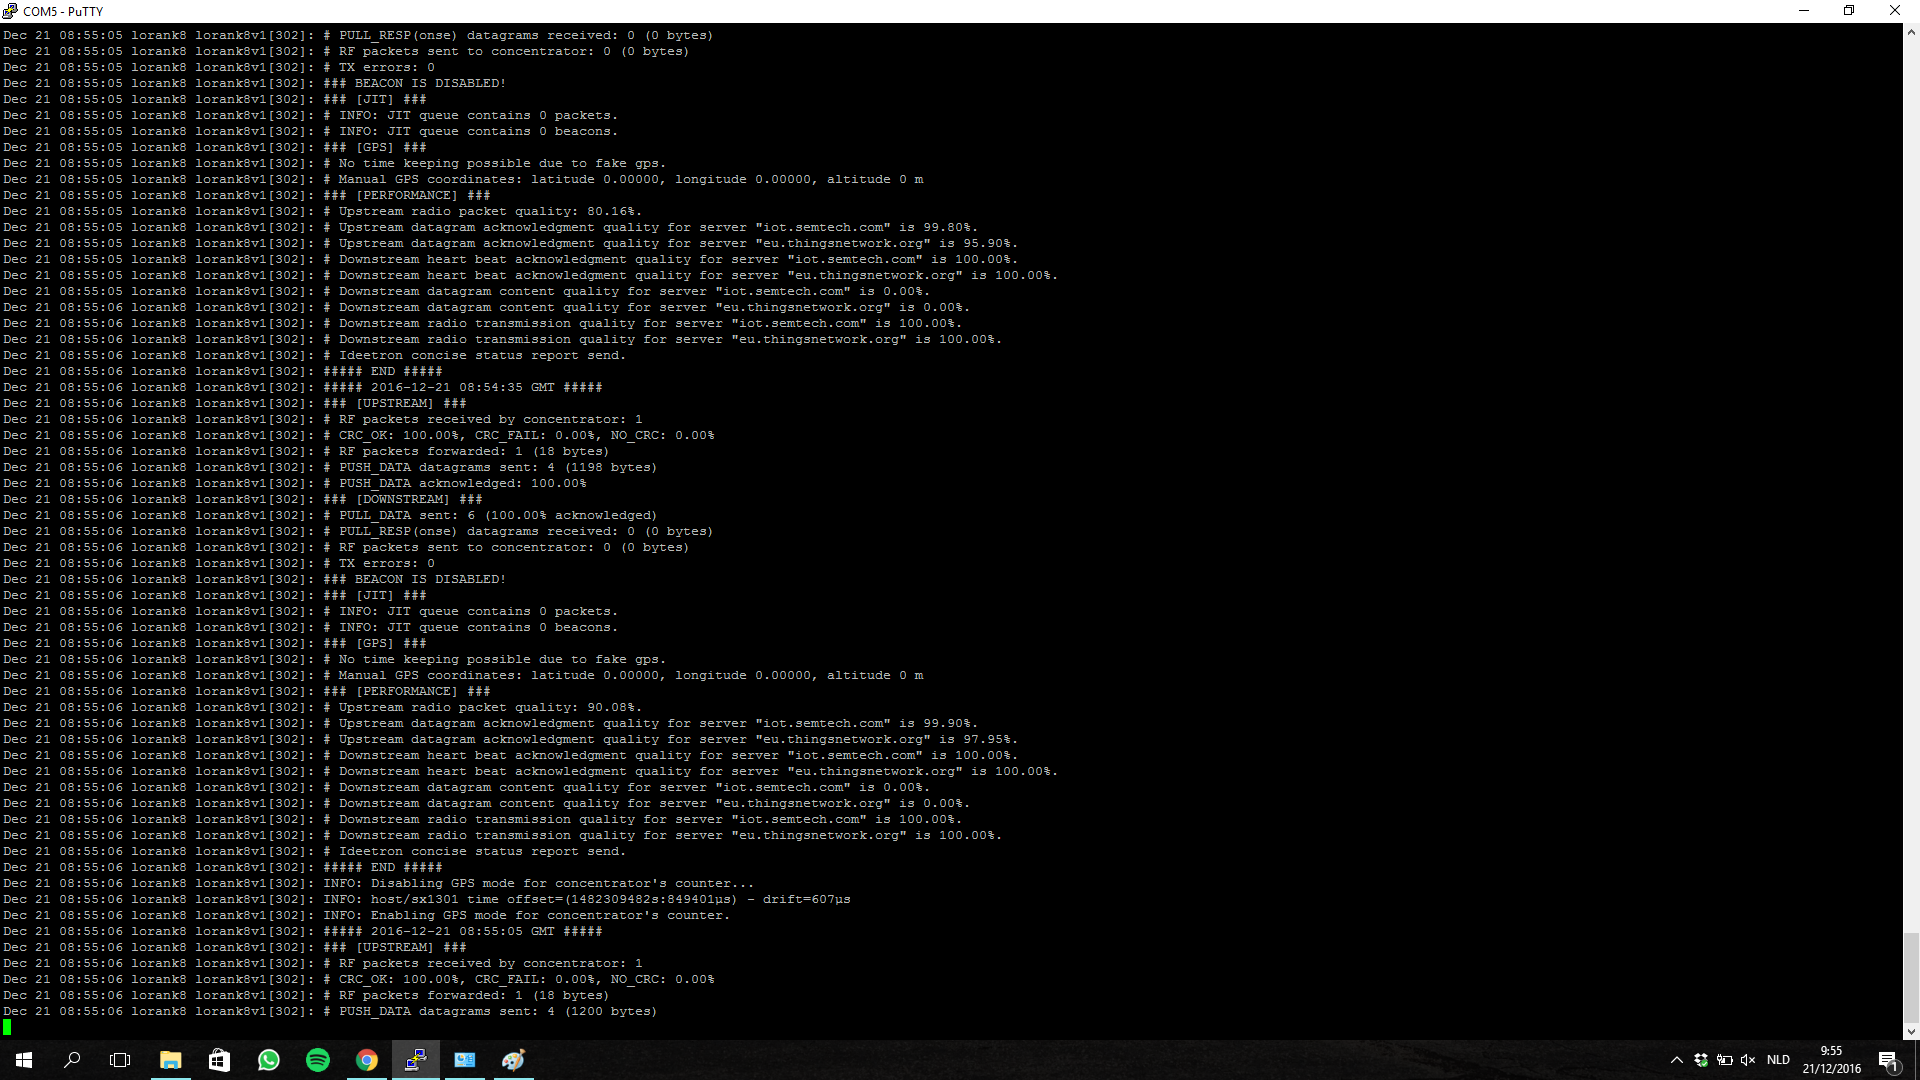 COM5 - PuTTY
Dec 21 08:55:05 lorank8 lorank8v1[302]: # PULL_RESP(onse) datagrams received: 0 (0 bytes)
Dec 21 08:55:05 lorank8 lorank8v1[302]: # RF packets sent to concentrator: 0 (0 bytes)
Dec 21 08:55:05 lorank8 lorank8v1[302]: # TX errors: 0
Dec 21 08:55:05 lorank8 lorank8v1[302]: ### BEACON IS DISABLED!
Dec 21 08:55:05 lorank8 lorank8v1[302]: ### [JIT] ###
Dec 21 08:55:05 lorank8 lorank8v1[302]: # INFO: JIT queue contains 0 packets.
Dec 21 08:55:05 lorank8 lorank8v1[302]: # INFO: JIT queue contains 0 beacons.
Dec 21 08:55:05 lorank8 lorank8v1[302]: ### [GPS] ###
Dec 21 08:55:05 lorank8 lorank8v1[302]: # No time keeping possible due to fake gps.
Dec 21 08:55:05 lorank8 lorank8v1[302]: # Manual GPS coordinates: latitude 0.00000, longitude 0.00000, altitude 0 m
Dec 21 08:55:05 lorank8 lorank8v1[302]: ### [PERFORMANCE] ###
Dec 21 08:55:05 lorank8 lorank8v1[302]: # Upstream radio packet quality: 80.16%.
Dec 21 08:55:05 lorank8 lorank8v1[302]: # Upstream datagram acknowledgment quality for server "iot.semtech.com" is 99.80%.
Dec 21 08:55:05 lorank8 lorank8v1[302]: # Upstream datagram acknowledgment quality for server "eu.thingsnetwork.org" is 95.90%.
Dec 21 08:55:05 lorank8 lorank8v1[302]: # Downstream heart beat acknowledgment quality for server "iot.semtech.com" is 100.00%.
Dec 21 08:55:05 lorank8 lorank8v1[302]: # Downstream heart beat acknowledgment quality for server "eu.thingsnetwork.org" is 100.00%.
Dec 21 08:55:05 lorank8 lorank8v1[302]: # Downstream datagram content quality for server "iot.semtech.com" is 0.00%.
Dec 21 08:55:05 lorank8 lorank8v1[302]: # Downstream datagram content quality for server "eu.thingsnetwork.org" is 0.00%.
Dec 21 08:55:06 lorank8 lorank8v1[302]: # Downstream radio transmission quality for server "iot.semtech.com" is 100.00%.
Dec 21 08:55:06 lorank8 lorank8v1[302]: # Downstream radio transmission quality for server "eu.thingsnetwork.org" is 100.00%.
Dec 21 08:55:06 lorank8 lorank8v1[302]: # Ideetron concise status report send.
Dec 21 08:55:06 lorank8 lorank8v1[302]: ##### END #####
Dec 21 08:55:06 lorank8 lorank8v1[302]: ##### 2016-12-21 08:54:35 GMT #####
Dec 21 08:55:06 lorank8 lorank8v1[302]: ### [UPSTREAM] ###
Dec 21 08:55:06 lorank8 lorank8v1[302]: # RF packets received by concentrator: 1
Dec 21 08:55:06 lorank8 lorank8v1[302]: # CRC_OK: 100.00%, CRC_FAIL: 0.00%, NO_CRC: 0.00%
Dec 21 08:55:06 lorank8 lorank8v1[302]: # RF packets forwarded: 1 (18 bytes)
Dec 21 08:55:06 lorank8 lorank8v1[302]: # PUSH_DATA datagrams sent: 4 (1198 bytes)
Dec 21 08:55:06 lorank8 lorank8v1[302]: # PUSH_DATA acknowledged: 100.00%
Dec 21 08:55:06 lorank8 lorank8v1[302]: ### [DOWNSTREAM] ###
Dec 21 08:55:06 lorank8 lorank8v1[302]: # PULL_DATA sent: 6 (100.00% acknowledged)
Dec 21 08:55:06 lorank8 lorank8v1[302]: # PULL_RESP(onse) datagrams received: 0 (0 bytes)
Dec 21 08:55:06 lorank8 lorank8v1[302]: # RF packets sent to concentrator: 0 (0 bytes)
Dec 21 08:55:06 lorank8 lorank8v1[302]: # TX errors: 0
Dec 21 08:55:06 lorank8 lorank8v1[302]: ### BEACON IS DISABLED!
Dec 21 08:55:06 lorank8 lorank8v1[302]: ### [JIT] ###
Dec 21 08:55:06 lorank8 lorank8v1[302]: # INFO: JIT queue contains 0 packets.
Dec 21 08:55:06 lorank8 lorank8v1[302]: # INFO: JIT queue contains 0 beacons.
Dec 21 08:55:06 lorank8 lorank8v1[302]: ### [GPS] ###
Dec 21 08:55:06 lorank8 lorank8v1[302]: # No time keeping possible due to fake gps.
Dec 21 08:55:06 lorank8 lorank8v1[302]: # Manual GPS coordinates: latitude 0.00000, longitude 0.00000, altitude 0 m
Dec 21 08:55:06 lorank8 lorank8v1[302]: ### [PERFORMANCE] ###
Dec 21 08:55:06 lorank8 lorank8v1[302]: # Upstream radio packet quality: 90.08%.
Dec 21 08:55:06 lorank8 lorank8v1[302]: # Upstream datagram acknowledgment quality for server "iot.semtech.com" is 99.90%.
Dec 21 08:55:06 lorank8 lorank8v1[302]: # Upstream datagram acknowledgment quality for server "eu.thingsnetwork.org" is 97.95%.
Dec 21 08:55:06 lorank8 lorank8v1[302]: # Downstream heart beat acknowledgment quality for server "iot.semtech.com" is 100.00%.
Dec 21 08:55:06 lorank8 lorank8v1[302]: # Downstream heart beat acknowledgment quality for server "eu.thingsnetwork.org" is 100.00%.
Dec 21 08:55:06 lorank8 lorank8v1[302]: # Downstream datagram content quality for server "iot.semtech.com" is 0.00%.
Dec 21 08:55:06 lorank8 lorank8v1[302]: # Downstream datagram content quality for server "eu.thingsnetwork.org" is 0.00%.
Dec 21 08:55:06 lorank8 lorank8v1[302]: # Downstream radio transmission quality for server "iot.semtech.com" is 100.00%.
Dec 21 08:55:06 lorank8 lorank8v1[302]: # Downstream radio transmission quality for server "eu.thingsnetwork.org" is 100.00%.
Dec 21 08:55:06 lorank8 lorank8v1[302]: # Ideetron concise status report send.
Dec 21 08:55:06 lorank8 lorank8v1[302]: ##### END #####
Dec 21 08:55:06 lorank8 lorank8v1[302]: INFO: Disabling GPS mode for concentrator's counter...
Dec 21 08:55:06 lorank8 lorank8v1[302]: INFO: host/sx1301 time offset=(1482309482s:849401µs) - drift=607µs
Dec 21 08:55:06 lorank8 lorank8v1[302]: INFO: Enabling GPS mode for concentrator's counter.
Dec 21 08:55:06 lorank8 lorank8v1[302]: ##### 2016-12-21 08:55:05 GMT #####
Dec 21 08:55:06 lorank8 lorank8v1[302]: ### [UPSTREAM] ###
Dec 21 08:55:06 lorank8 lorank8v1[302]: # RF packets received by concentrator: 1
Dec 21 08:55:06 lorank8 lorank8v1[302]: # CRC_OK: 100.00%, CRC_FAIL: 0.00%, NO_CRC: 0.00%
Dec 21 08:55:06 lorank8 lorank8v1[302]: # RF packets forwarded: 1 (18 bytes)
Dec 21 08:55:06 lorank8 lorank8v1[302]: # PUSH_DATA datagrams sent: 4 (1200 bytes)
NLD
9:55
21/12/2016
1